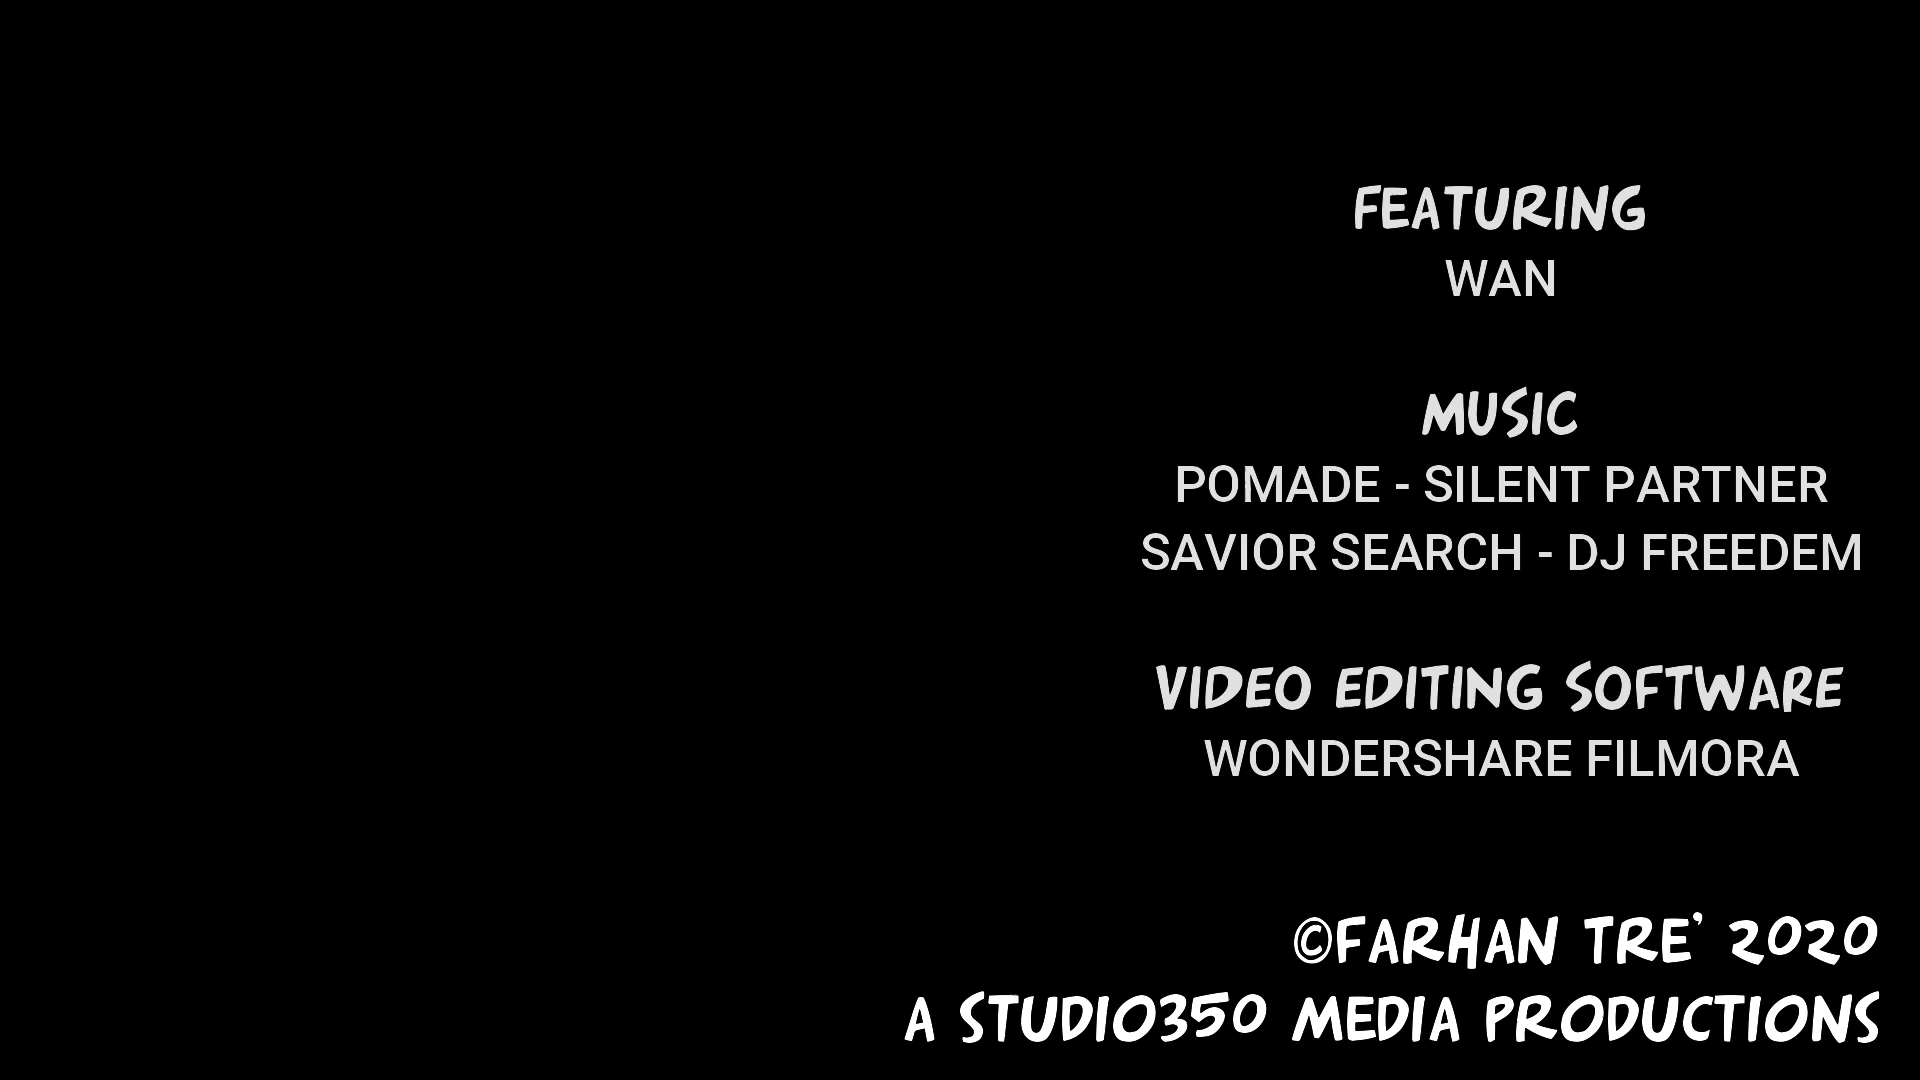 FEATURING
WAN
MUSIC
POMADE - SILENT PARTNER
SAVIOR SEARCH - DJ FREEDEM
VIDEO EDITING SOFTWARE
WONDERSHARE FILMORA
©FARHAN TRE' 2020
A STUDIO350 MEDIA PRODUCTIONS